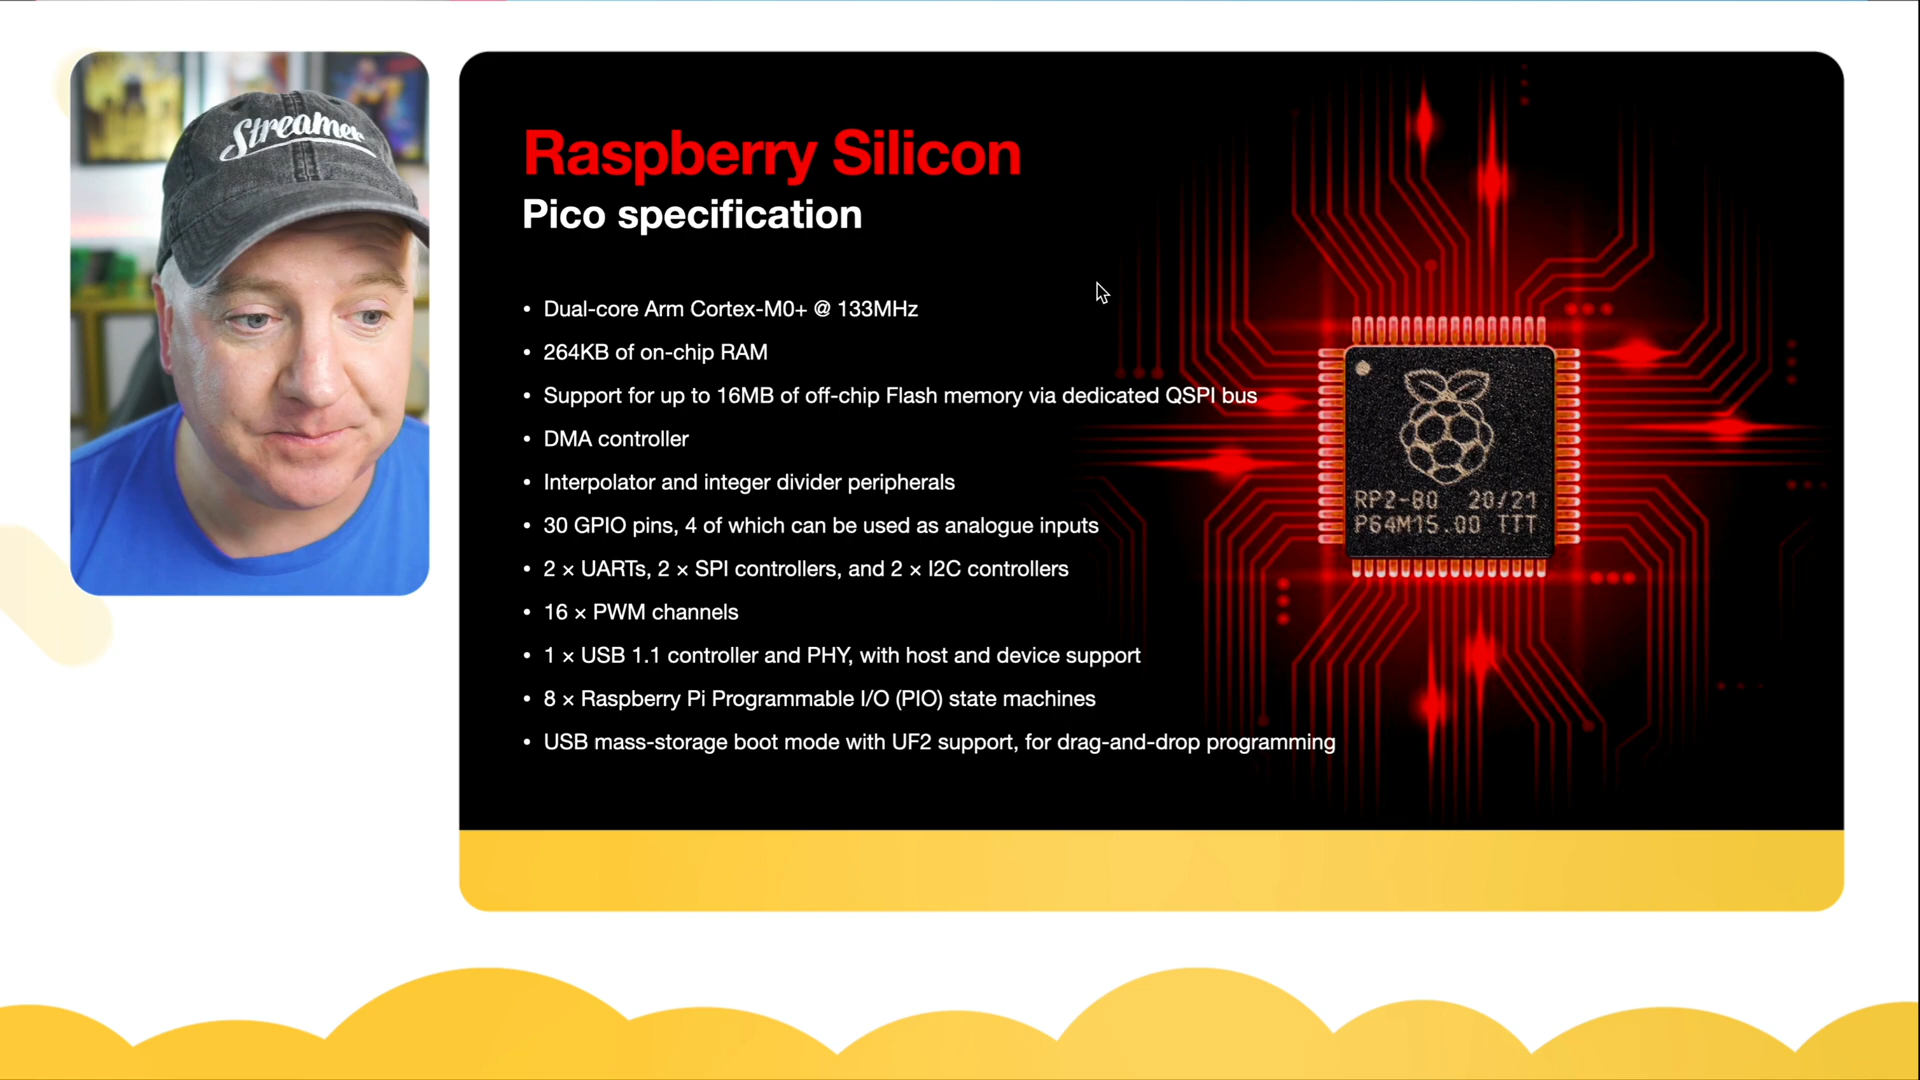 Streamer
Raspberry Silicon
Pico specification
• Dual-core Arm Cortex-M0+ @ 133MHz
• 264KB of on-chip RAM
• Support for up to 16MB of off-chip Flash memory via dedicated QSPI bus
• DMA controller
• Interpolator and integer divider peripherals
• 30 GPIO pins, 4 of which can be used as analogue inputs
• 2 × UARTs, 2 × SPI controllers, and 2 × I2C controllers
• 16 × PWM channels
• 1 × USB 1.1 controller and PHY, with host and device support
• 8 × Raspberry Pi Programmable I/O (PIO) state machines
• USB mass-storage boot mode with UF2 support, for drag-and-drop programming
RP2-B0 20/21
P64M15.00 TTT